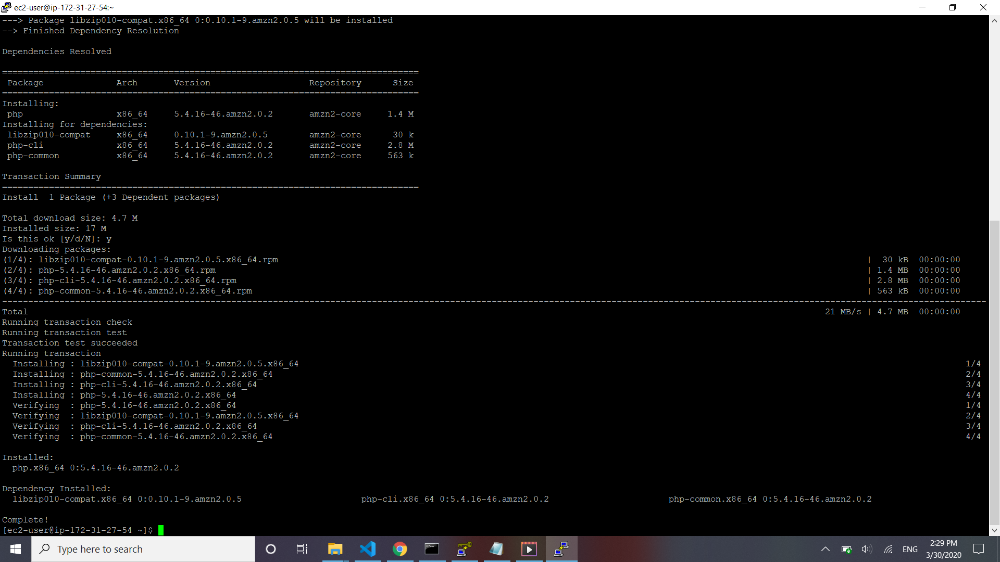 ec2-user@ip-172-31-27-54:~
---> Package libzip010-compat.x86_64 0:0.10.1-9.amzn2.0.5 will be installed
--> Finished Dependency Resolution
Dependencies Resolved
================================================================================
Package Arch Version Repository Size
================================================================================
Installing:
php x86_64 5.4.16-46.amzn2.0.2 amzn2-core 1.4 M
Installing for dependencies:
libzip010-compat x86_64 0.10.1-9.amzn2.0.5 amzn2-core 30 k
php-cli x86_64 5.4.16-46.amzn2.0.2 amzn2-core 2.8 M
php-common x86_64 5.4.16-46.amzn2.0.2 amzn2-core 563 k
Transaction Summary
================================================================================
Install  1 Package (+3 Dependent packages)
Total download size: 4.7 M
Installed size: 17 M
Is this ok [y/d/N]: y
Downloading packages:
(1/4): libzip010-compat-0.10.1-9.amzn2.0.5.x86_64.rpm | 30 kB 00:00:00
(2/4): php-5.4.16-46.amzn2.0.2.x86_64.rpm | 1.4 MB 00:00:00
(3/4): php-cli-5.4.16-46.amzn2.0.2.x86_64.rpm | 2.8 MB 00:00:00
(4/4): php-common-5.4.16-46.amzn2.0.2.x86_64.rpm | 563 kB 00:00:00
---------------------------------------------------------------------------------------------------------------------------------------------------------------------------------------------
Total 21 MB/s | 4.7 MB 00:00:00
Running transaction check
Running transaction test
Transaction test succeeded
Running transaction
Installing : libzip010-compat-0.10.1-9.amzn2.0.5.x86_64 1/4
Installing : php-common-5.4.16-46.amzn2.0.2.x86_64 2/4
Installing : php-cli-5.4.16-46.amzn2.0.2.x86_64 3/4
Installing : php-5.4.16-46.amzn2.0.2.x86_64 4/4
Verifying  : php-5.4.16-46.amzn2.0.2.x86_64 1/4
Verifying  : libzip010-compat-0.10.1-9.amzn2.0.5.x86_64 2/4
Verifying  : php-cli-5.4.16-46.amzn2.0.2.x86_64 3/4
Verifying  : php-common-5.4.16-46.amzn2.0.2.x86_64 4/4
Installed:
php.x86_64 0:5.4.16-46.amzn2.0.2
Dependency Installed:
libzip010-compat.x86_64 0:0.10.1-9.amzn2.0.5 php-cli.x86_64 0:5.4.16-46.amzn2.0.2 php-common.x86_64 0:5.4.16-46.amzn2.0.2
Complete!
[ec2-user@ip-172-31-27-54 ~]$
Type here to search
ENG
2:29 PM
3/30/2020